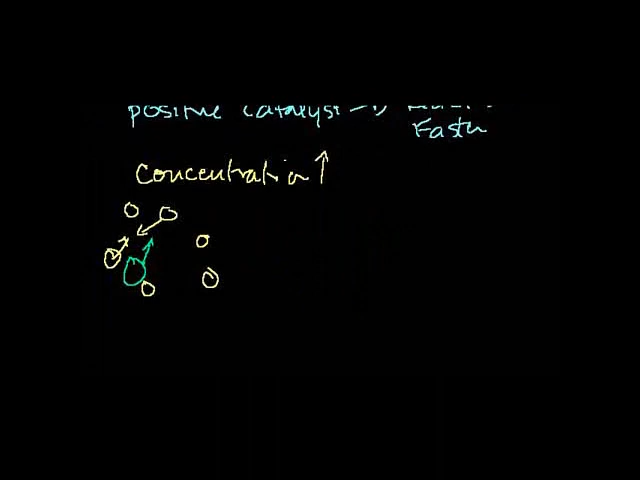 positive catalyst →
Faster
Concentration ↑